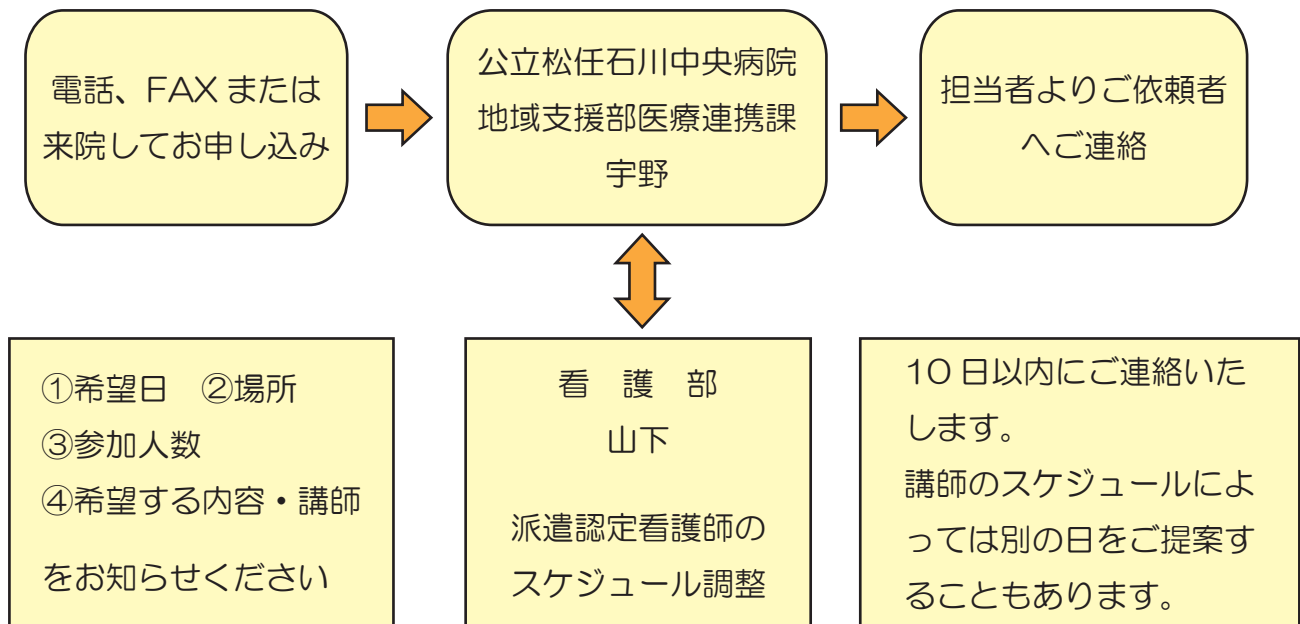 電話、FAX または
来院してお申し込み
公立松任石川中央病院
地域支援部医療連携課
宇野
担当者よりご依頼者
へご連絡
①希望日　②場所
③参加人数
④希望する内容・講師
をお知らせください
看　護　部
山下
派遣認定看護師の
スケジュール調整
10 日以内にご連絡いた
します。
講師のスケジュールによ
っては別の日をご提案す
ることもあります。